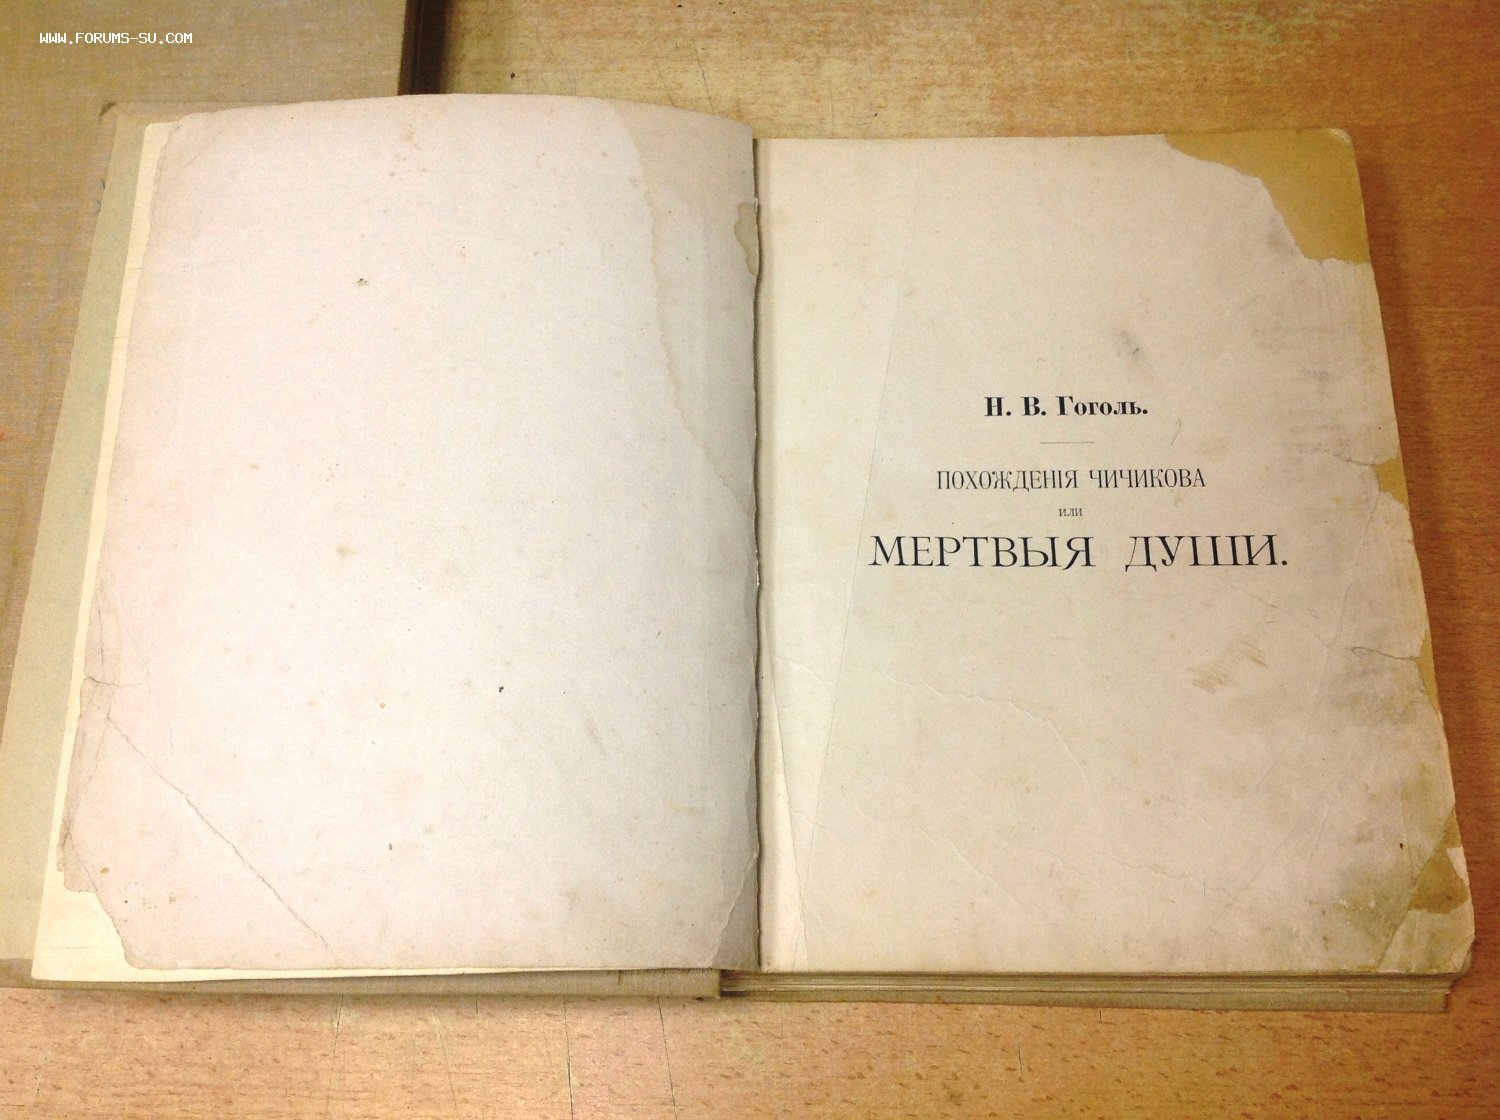 WWW.FORUMS-SU.COM
Н. В. Гоголь.
ПОХОЖДЕНІЯ ЧИЧИКОВА
ИЛИ
МЕРТВЫЯ ДУШИ.